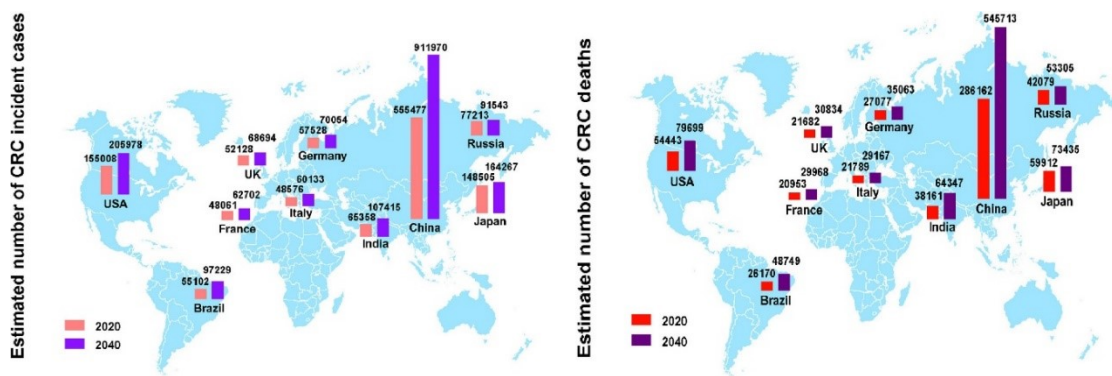 Estimated number of CRC incident cases
911970
555477
91543
77213
Russia
70054
57528
Germany
68694
52128
UK
205978
155008
USA
164267
148505
Japan
62702
48061
France
60133
48576
Italy
107415
65358
India
China
97229
55102
Brazil
2020
2040
Estimated number of CRC deaths
545713
286162
53305
42079
Russia
35063
27077
Germany
30834
21682
UK
79699
54443
USA
73435
59912
Japan
29968
20953
France
29167
21789
Italy
64347
38161
India
China
48749
26170
Brazil
2020
2040